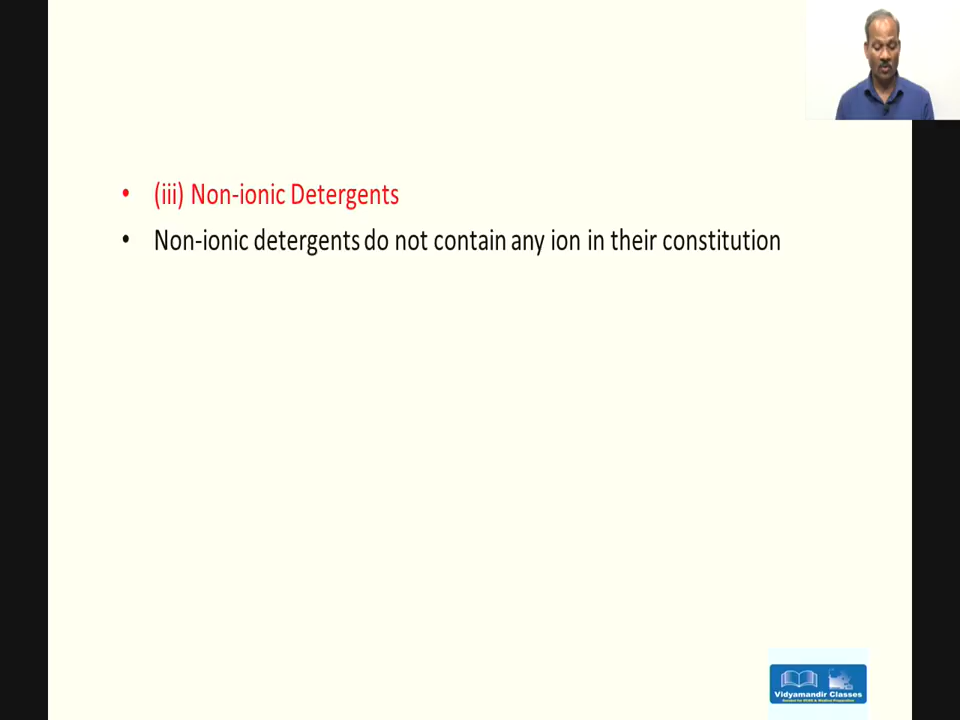 • (iii) Non-ionic Detergents
• Non-ionic detergents do not contain any ion in their constitution
Vidyamandir Classes